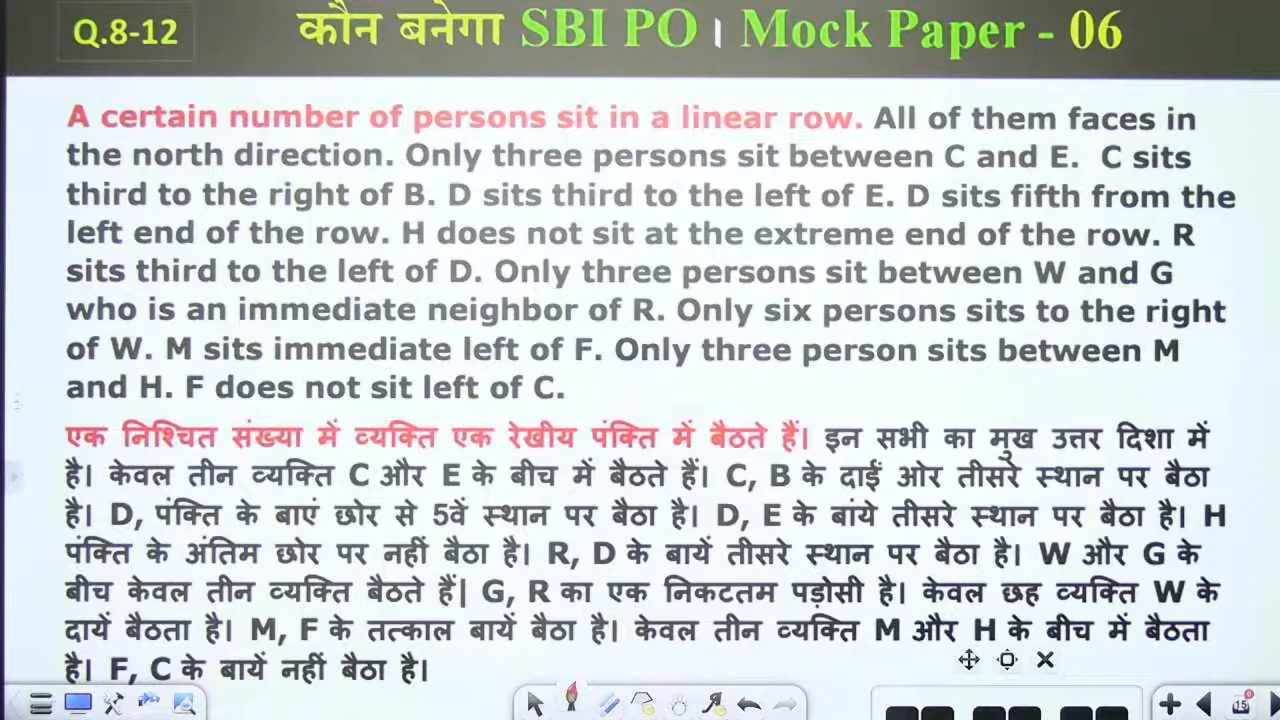 Q.8-12
कौन बनेगा SBI PO । Mock Paper - 06
A certain number of persons sit in a linear row. All of them faces in
the north direction. Only three persons sit between C and E. C sits
third to the right of B. D sits third to the left of E. D sits fifth from the
left end of the row. H does not sit at the extreme end of the row. R
sits third to the left of D. Only three persons sit between W and G
who is an immediate neighbor of R. Only six persons sits to the right
of W. M sits immediate left of F. Only three person sits between M
and H. F does not sit left of C.
एक निश्चित संख्या में व्यक्ति एक रेखीय पंक्ति में बैठते हैं। इन सभी का मुख उत्तर दिशा में
है। केवल तीन व्यक्ति C और E के बीच में बैठते हैं। C, B के दाईं ओर तीसरे स्थान पर बैठा
है। D, पंक्ति के बाएं छोर से 5वें स्थान पर बैठा है। D, E के बांये तीसरे स्थान पर बैठा है। H
पंक्ति के अंतिम छोर पर नहीं बैठा है। R, D के बायें तीसरे स्थान पर बैठा है। W और G के
बीच केवल तीन व्यक्ति बैठते हैं| G, R का एक निकटतम पड़ोसी है। केवल छह व्यक्ति W के
दायें बैठता है। M, F के तत्काल बायें बैठा है। केवल तीन व्यक्ति M और H के बीच में बैठता
है। F, C के बायें नहीं बैठा है।
15